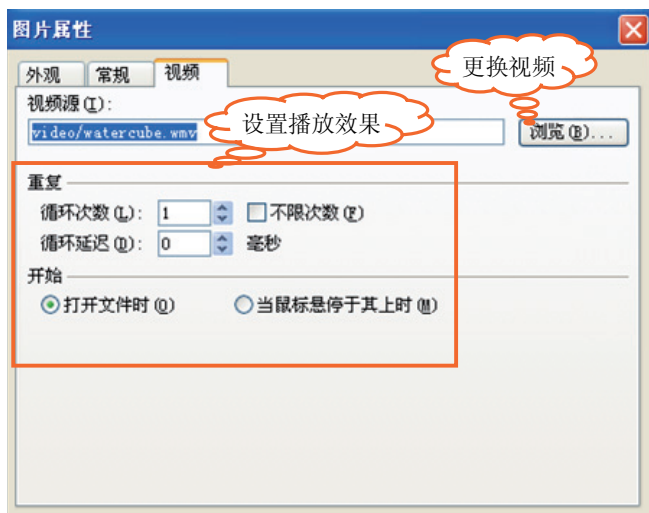 图片属性
更换视频
外观 常规 视频
视频源(I):
设置播放效果
video/watercube.wmv 浏览(B)...
重复
循环次数(L): 1 不限次数(F)
循环延迟(D): 0 毫秒
开始
打开文件时(O) 当鼠标悬停于其上时(M)